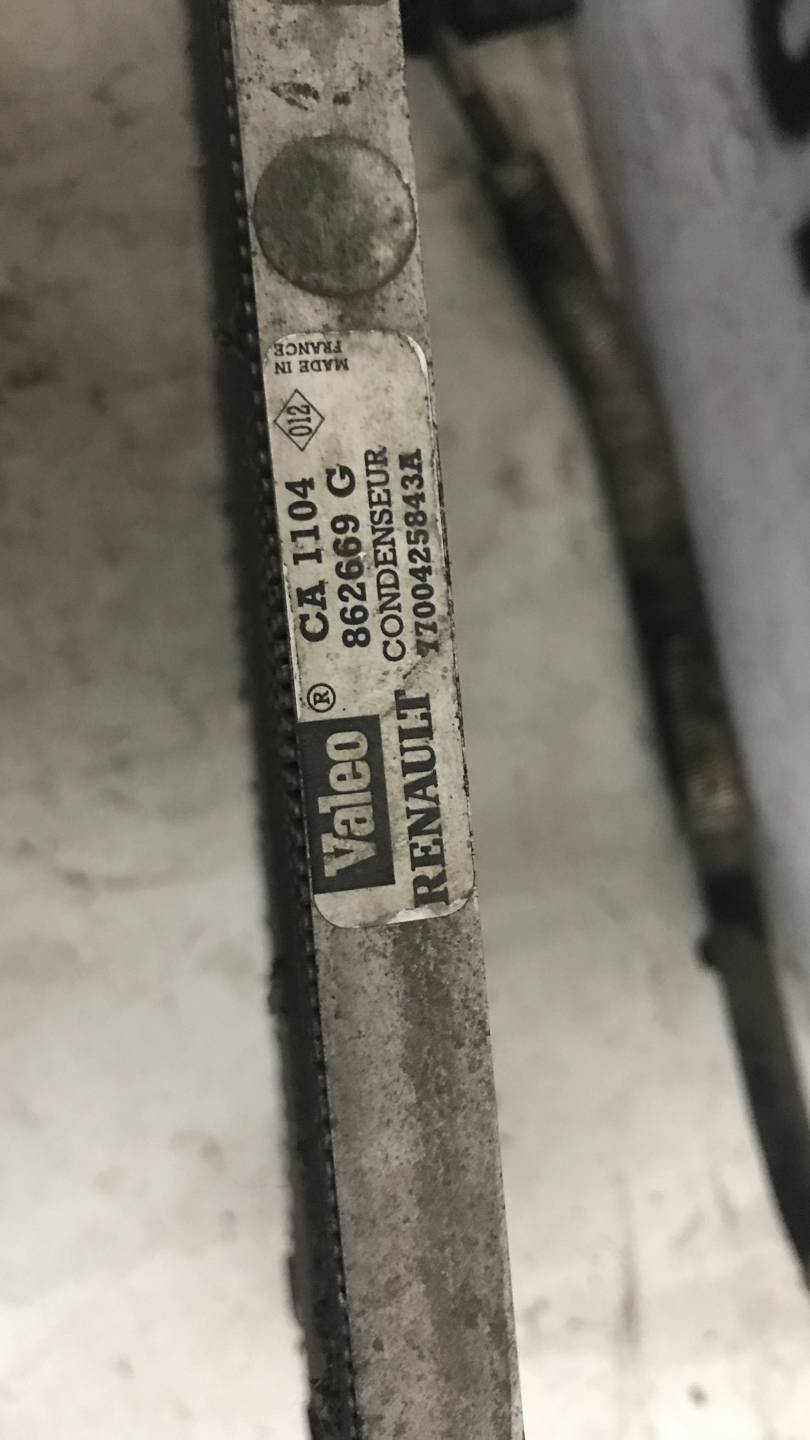 Valeo ®
RENAULT
CA 1104
862669 G
CONDENSEUR
7700425843A
012
MADE IN
FRANCE